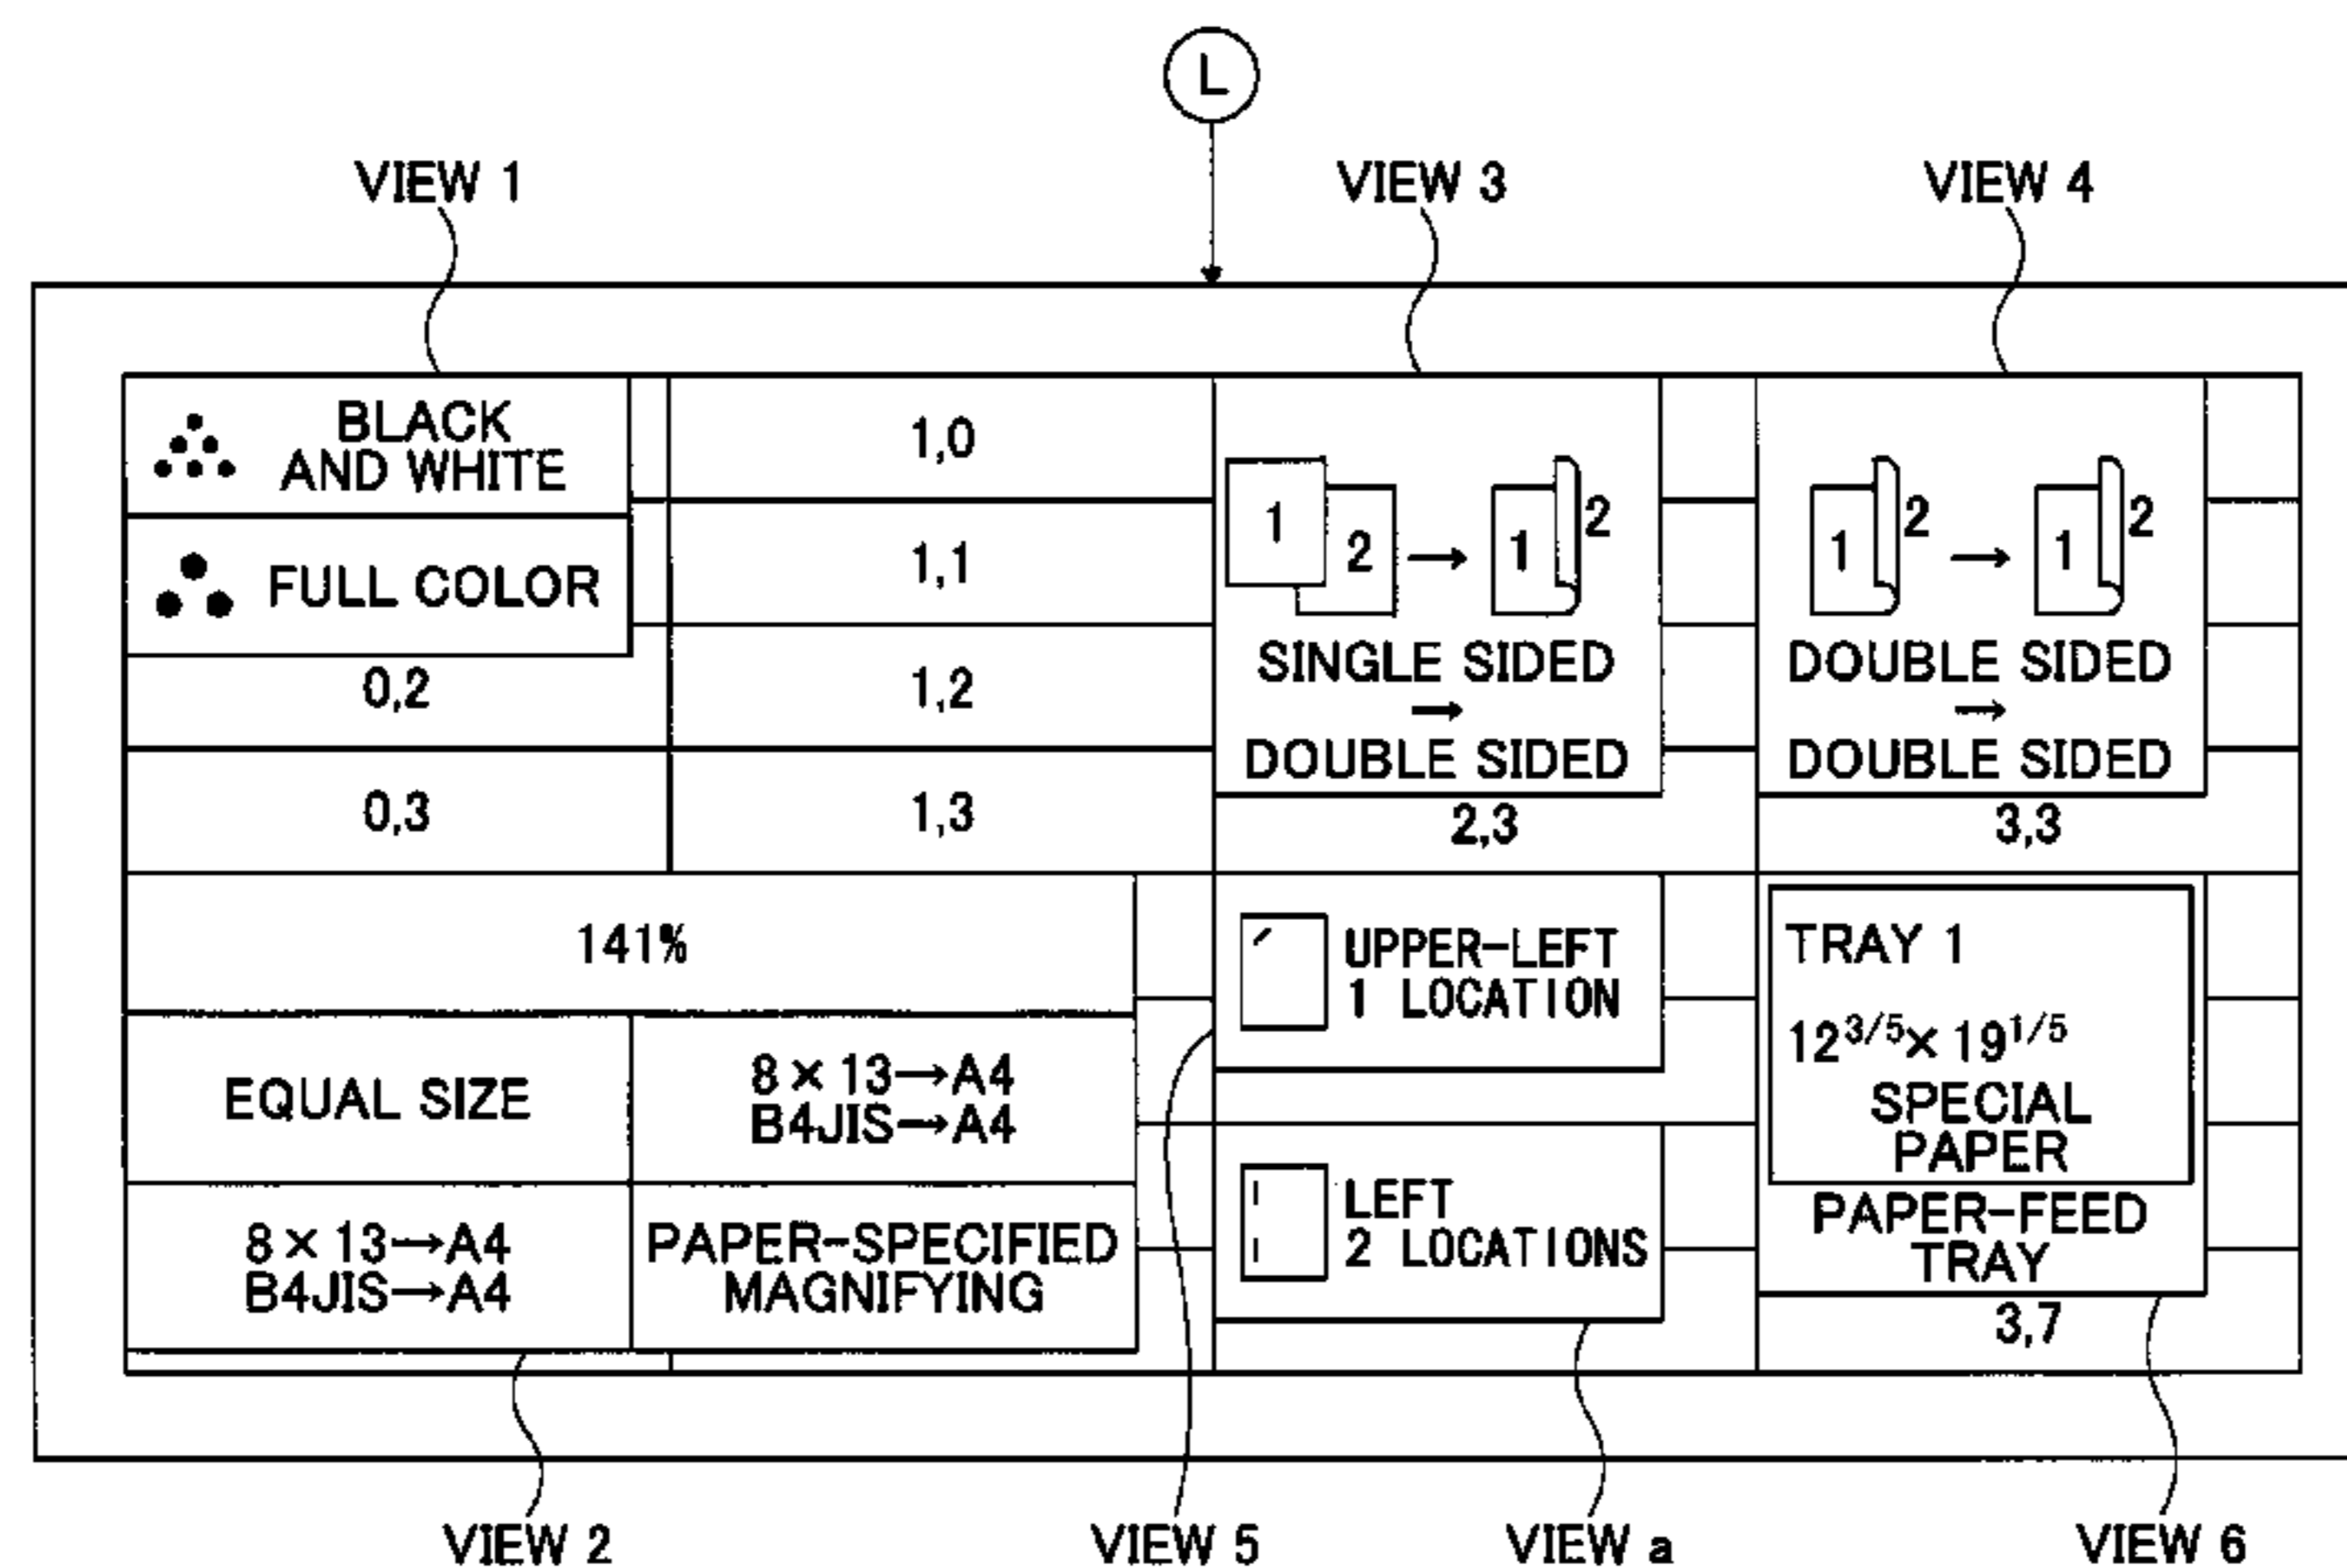 L
VIEW 1
VIEW 3
VIEW 4
BLACK
AND WHITE
FULL COLOR
0,2
0,3
1,0
1,1
1,2
1,3
1
2 → 1 2
SINGLE SIDED
→
DOUBLE SIDED
2,3
1 2 → 1 2
DOUBLE SIDED
→
DOUBLE SIDED
3,3
141%
EQUAL SIZE
8×13→A4
B4JIS→A4
8×13→A4
B4JIS→A4
PAPER-SPECIFIED
MAGNIFYING
UPPER-LEFT
1 LOCATION
LEFT
2 LOCATIONS
TRAY 1
12 3/5 × 19 1/5
SPECIAL
PAPER
PAPER-FEED
TRAY
3,7
VIEW 2
VIEW 5
VIEW a
VIEW 6